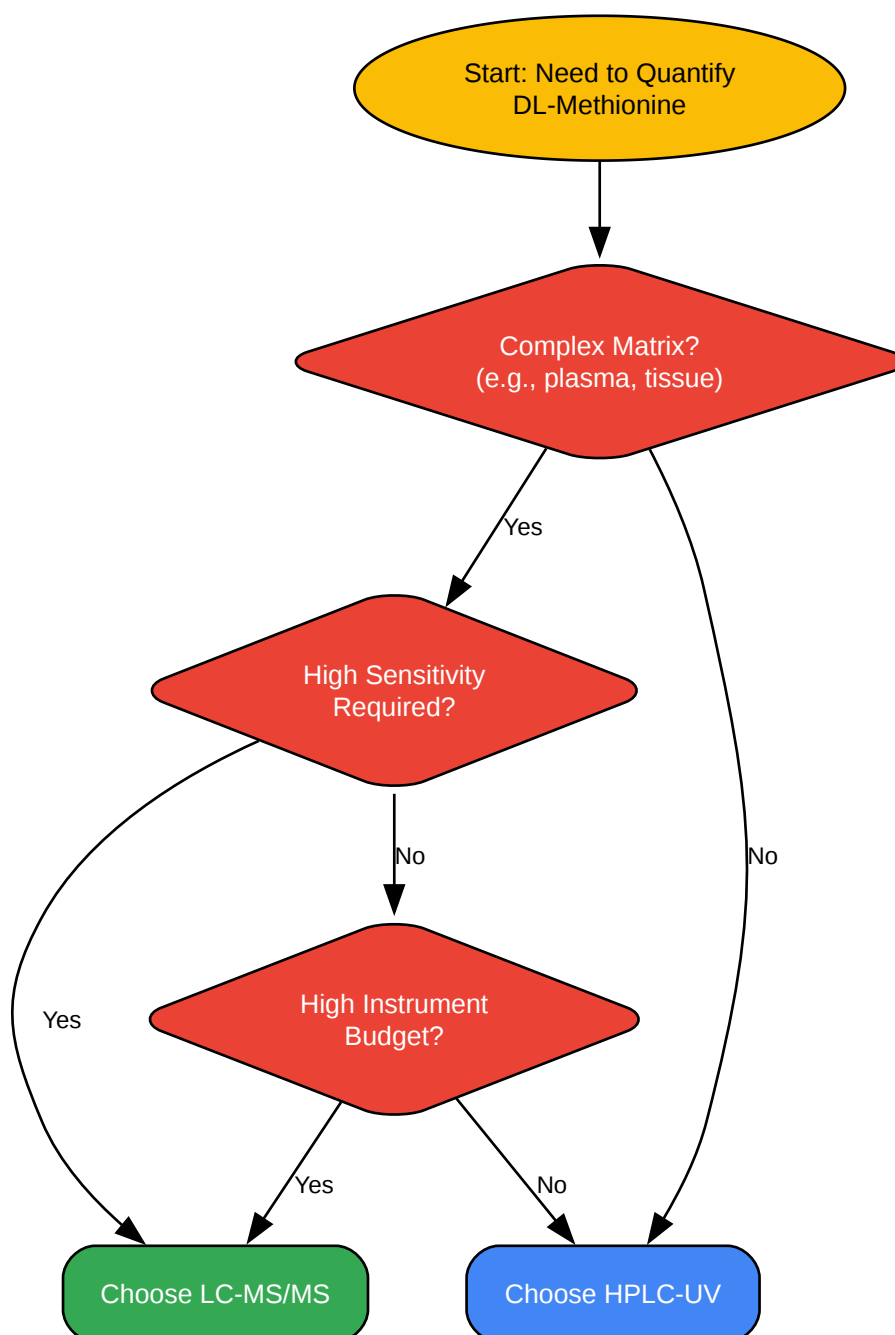 Start: Need to Quantify
DL-Methionine
Complex Matrix?
(e.g., plasma, tissue)
Yes
High Sensitivity
Required?
No
No
High Instrument
Budget?
Yes
Yes
No
Choose LC-MS/MS
Choose HPLC-UV